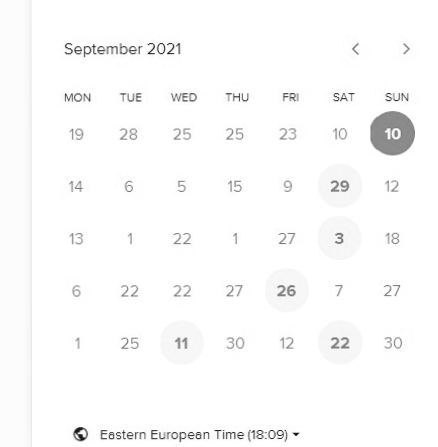 September 2021
MON TUE WED THU FRI SAT SUN
19 28 25 25 23 10 10
14 6 5 15 9 29 12
13 1 22 1 27 3 18
6 22 22 27 26 7 27
1 25 11 30 12 22 30
Eastern European Time (18:09)